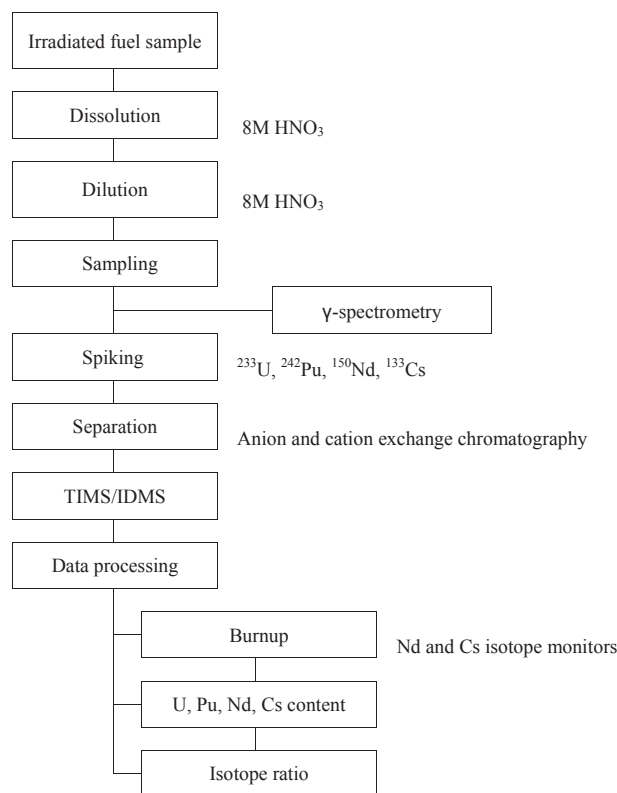 Irradiated fuel sample
Dissolution
8M HNO₃
Dilution
8M HNO₃
Sampling
γ-spectrometry
Spiking
²³³U, ²⁴²Pu, ¹⁵⁰Nd, ¹³³Cs
Separation
Anion and cation exchange chromatography
TIMS/IDMS
Data processing
Burnup
Nd and Cs isotope monitors
U, Pu, Nd, Cs content
Isotope ratio